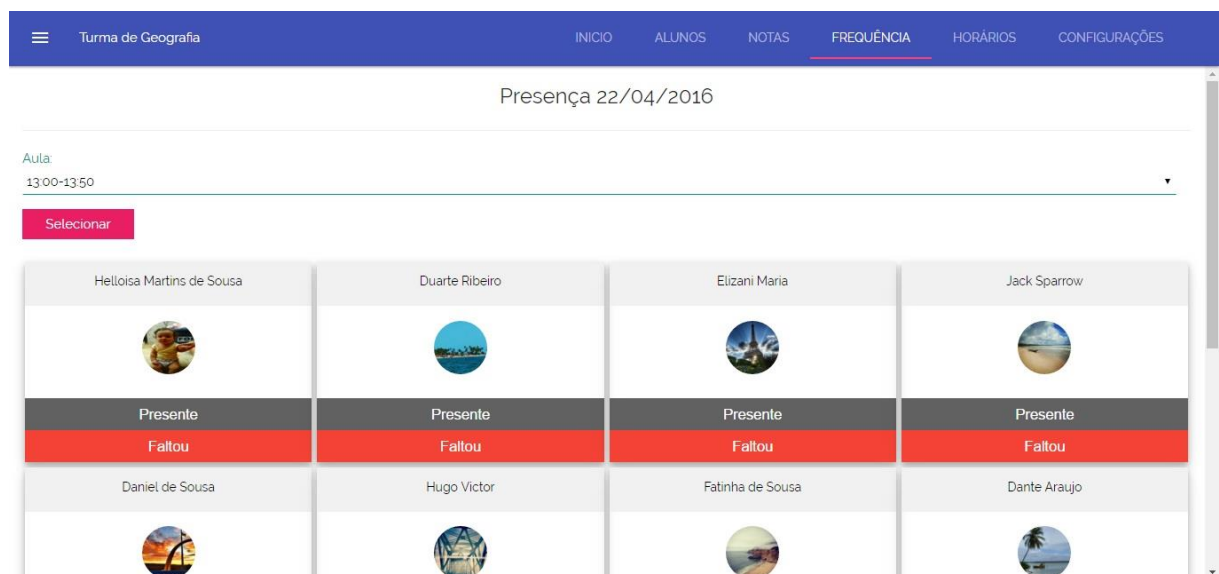 Turma de Geografia INICIO ALUNOS NOTAS FREQUÊNCIA HORÁRIOS CONFIGURAÇÕES
Presença 22/04/2016
Aula:
13:00-13:50
Selecionar
Helloisa Martins de Sousa Duarte Ribeiro Elizani Maria Jack Sparrow
Presente Presente Presente Presente
Faltou Faltou Faltou Faltou
Daniel de Sousa Hugo Victor Fatinha de Sousa Dante Araujo